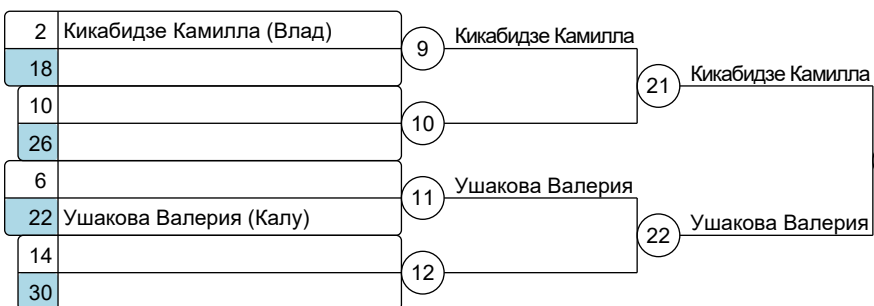 2 Кикабидзе Камилла (Влад)
18
9 Кикабидзе Камилла
21 Кикабидзе Камилла
10
26
10
6
22 Ушакова Валерия (Калу)
11 Ушакова Валерия
22 Ушакова Валерия
14
30
12